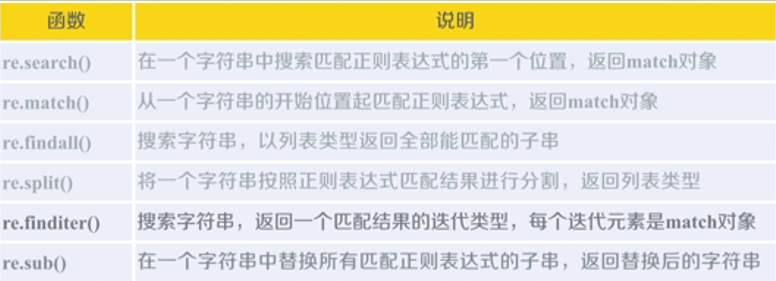 函数 说明
re.search() 在一个字符串中搜索匹配正则表达式的第一个位置，返回match对象
re.match() 从一个字符串的开始位置起匹配正则表达式，返回match对象
re.findall() 搜索字符串，以列表类型返回全部能匹配的子串
re.split() 将一个字符串按照正则表达式匹配结果进行分割，返回列表类型
re.finditer() 搜索字符串，返回一个匹配结果的迭代类型，每个迭代元素是match对象
re.sub() 在一个字符串中替换所有匹配正则表达式的子串，返回替换后的字符串